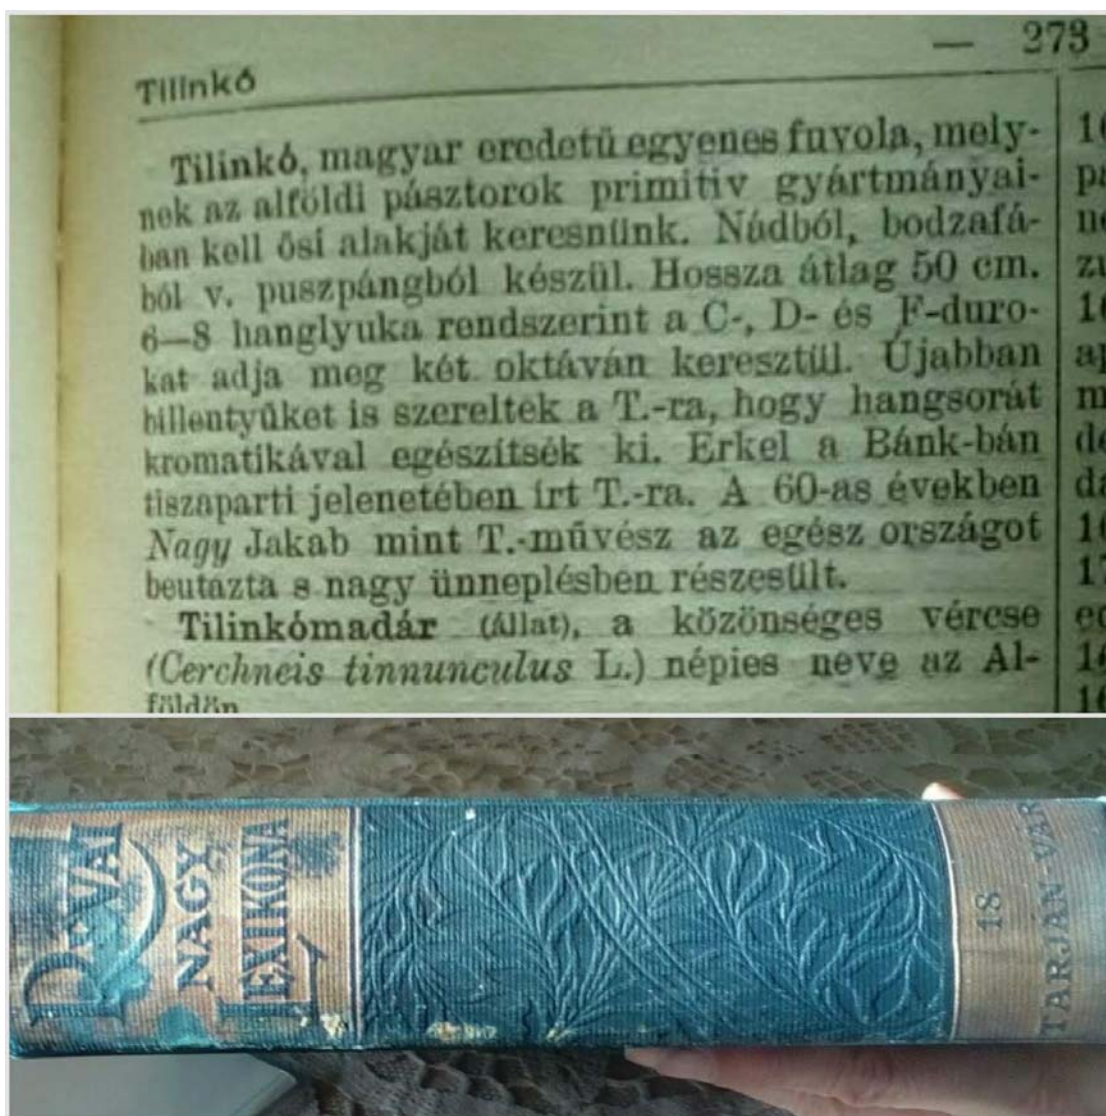 — 273
Tilinkó
Tilinkó, magyar eredetü egyenes fuvola, mely-
nek az alföldi pásztorok primitiv gyártmányai-
ban kell ősi alakját keresnünk. Nádból, bodzafá-
ból v. puszpángból készül. Hossza átlag 50 cm.
6—8 hanglyuka rendszerint a C-, D- és F-duro-
kat adja meg két oktáván keresztül. Újabban
billentyűket is szereltek a T.-ra, hogy hangsorát
kromatikával egészítsék ki. Erkel a Bánk-bán
tiszaparti jelenetében írt T.-ra. A 60-as években
Nagy Jakab mint T.-művész az egész országot
beutazta s nagy ünneplésben részesült.
Tilinkómadár (állat), a közönséges vércse
(Cerchneis tinnunculus L.) népies neve az Al-
földön
RÉVAI
NAGY
LEXIKONA
18
TARJÁN-VÁR